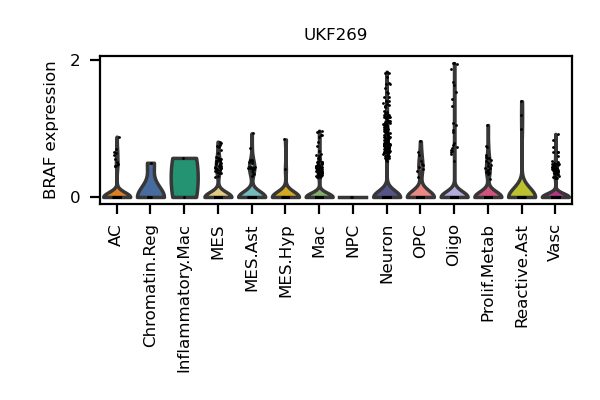 UKF269
BRAF expression
2
0
AC
Chromatin.Reg
Inflammatory.Mac
MES
MES.Ast
MES.Hyp
Mac
NPC
Neuron
OPC
Oligo
Prolif.Metab
Reactive.Ast
Vasc